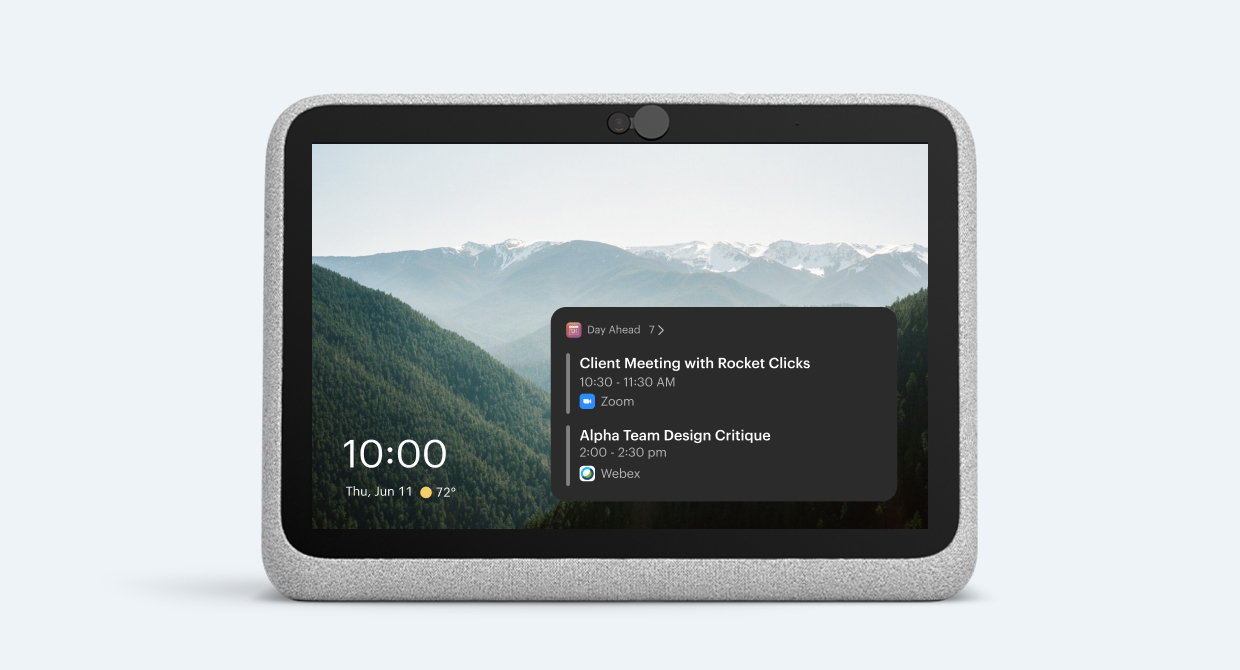 Day Ahead 7 >
Client Meeting with Rocket Clicks
10:30 - 11:30 AM
Zoom
Alpha Team Design Critique
2:00 - 2:30 pm
Webex
10:00
Thu, Jun 11 72°